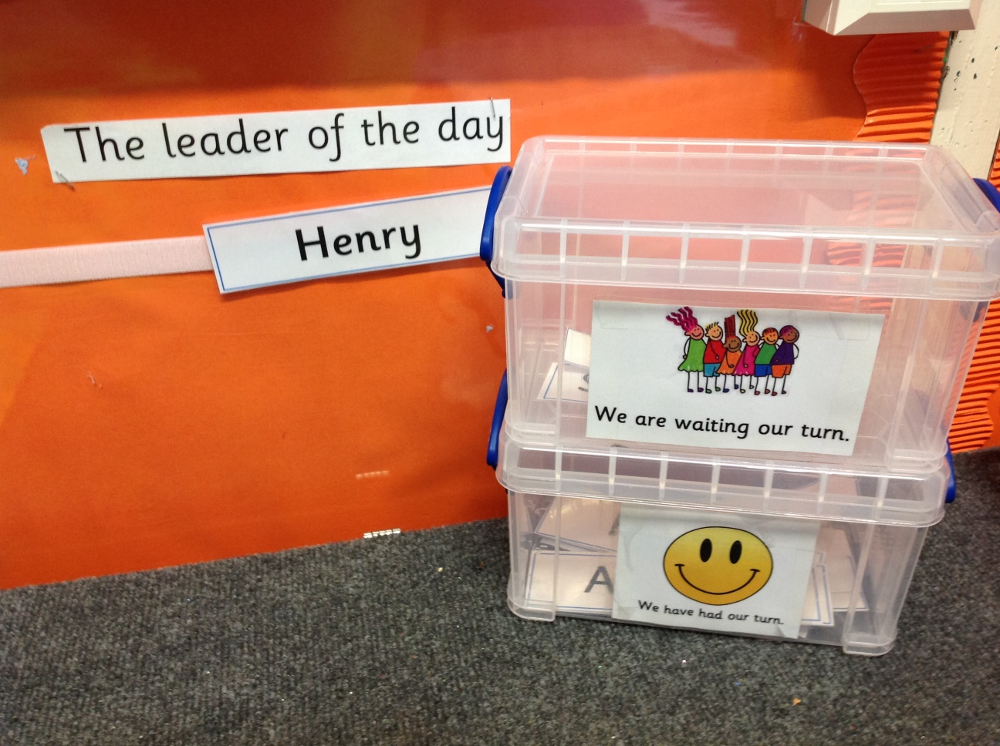 The leader of the day
Henry
We are waiting our turn.
We have had our turn.
A